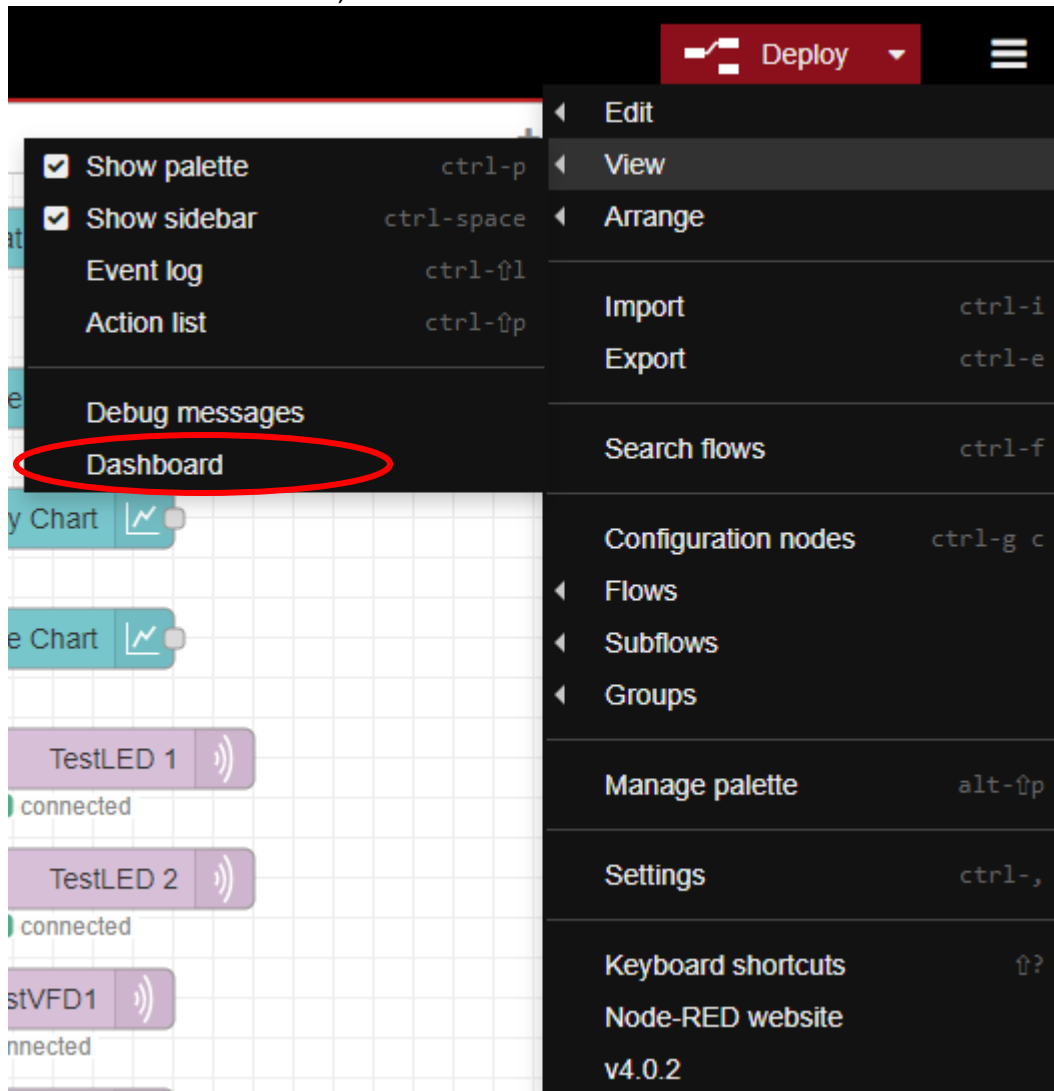 Deploy
Edit
Show palette ctrl-p View
Show sidebar ctrl-space Arrange
Event log ctrl-⇧l
Import ctrl-i
Action list ctrl-⇧p
Export ctrl-e
Debug messages
Search flows ctrl-f
Dashboard
y Chart
Configuration nodes ctrl-g c
Flows
e Chart
Subflows
Groups
TestLED 1
Manage palette alt-⇧p
connected
TestLED 2
Settings ctrl-,
connected
Keyboard shortcuts ⇧?
stVFD1
Node-RED website
nnected
v4.0.2